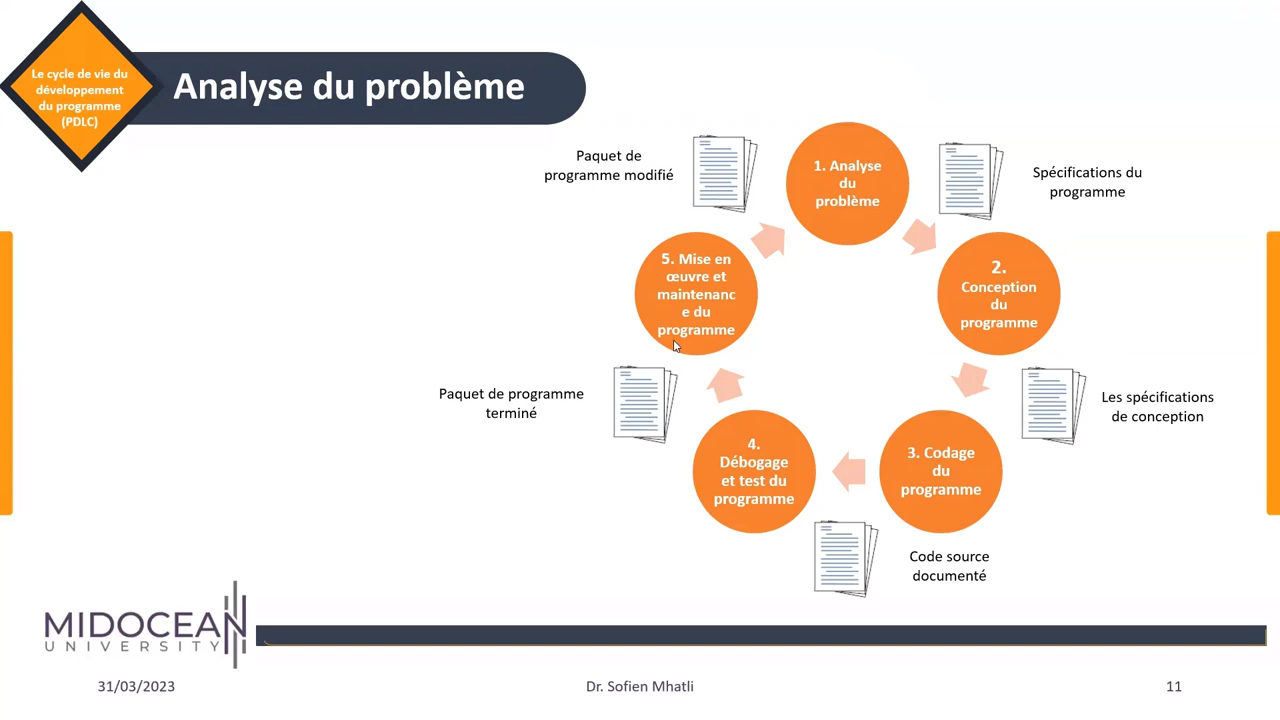 Le cycle de vie du
développement
du programme
(PDLC)
Analyse du problème
Paquet de
programme modifié
1. Analyse
du
problème
Spécifications du
programme
5. Mise en
œuvre et
maintenanc
e du
programme
2.
Conception
du
programme
Paquet de programme
terminé
Les spécifications
de conception
4.
Débogage
et test du
programme
3. Codage
du
programme
Code source
documenté
MIDOCEAN
UNIVERSITY
31/03/2023
Dr. Sofien Mhatli
11